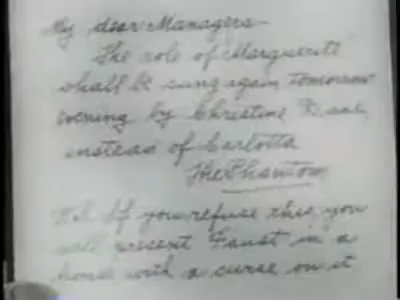 My dear Managers
The role of Marguerite
shall be sung again tomorrow
evening by Christine Daae
instead of Carlotta
The Phantom
P.S. If you refuse this, you
will present Faust in a
house with a curse on it